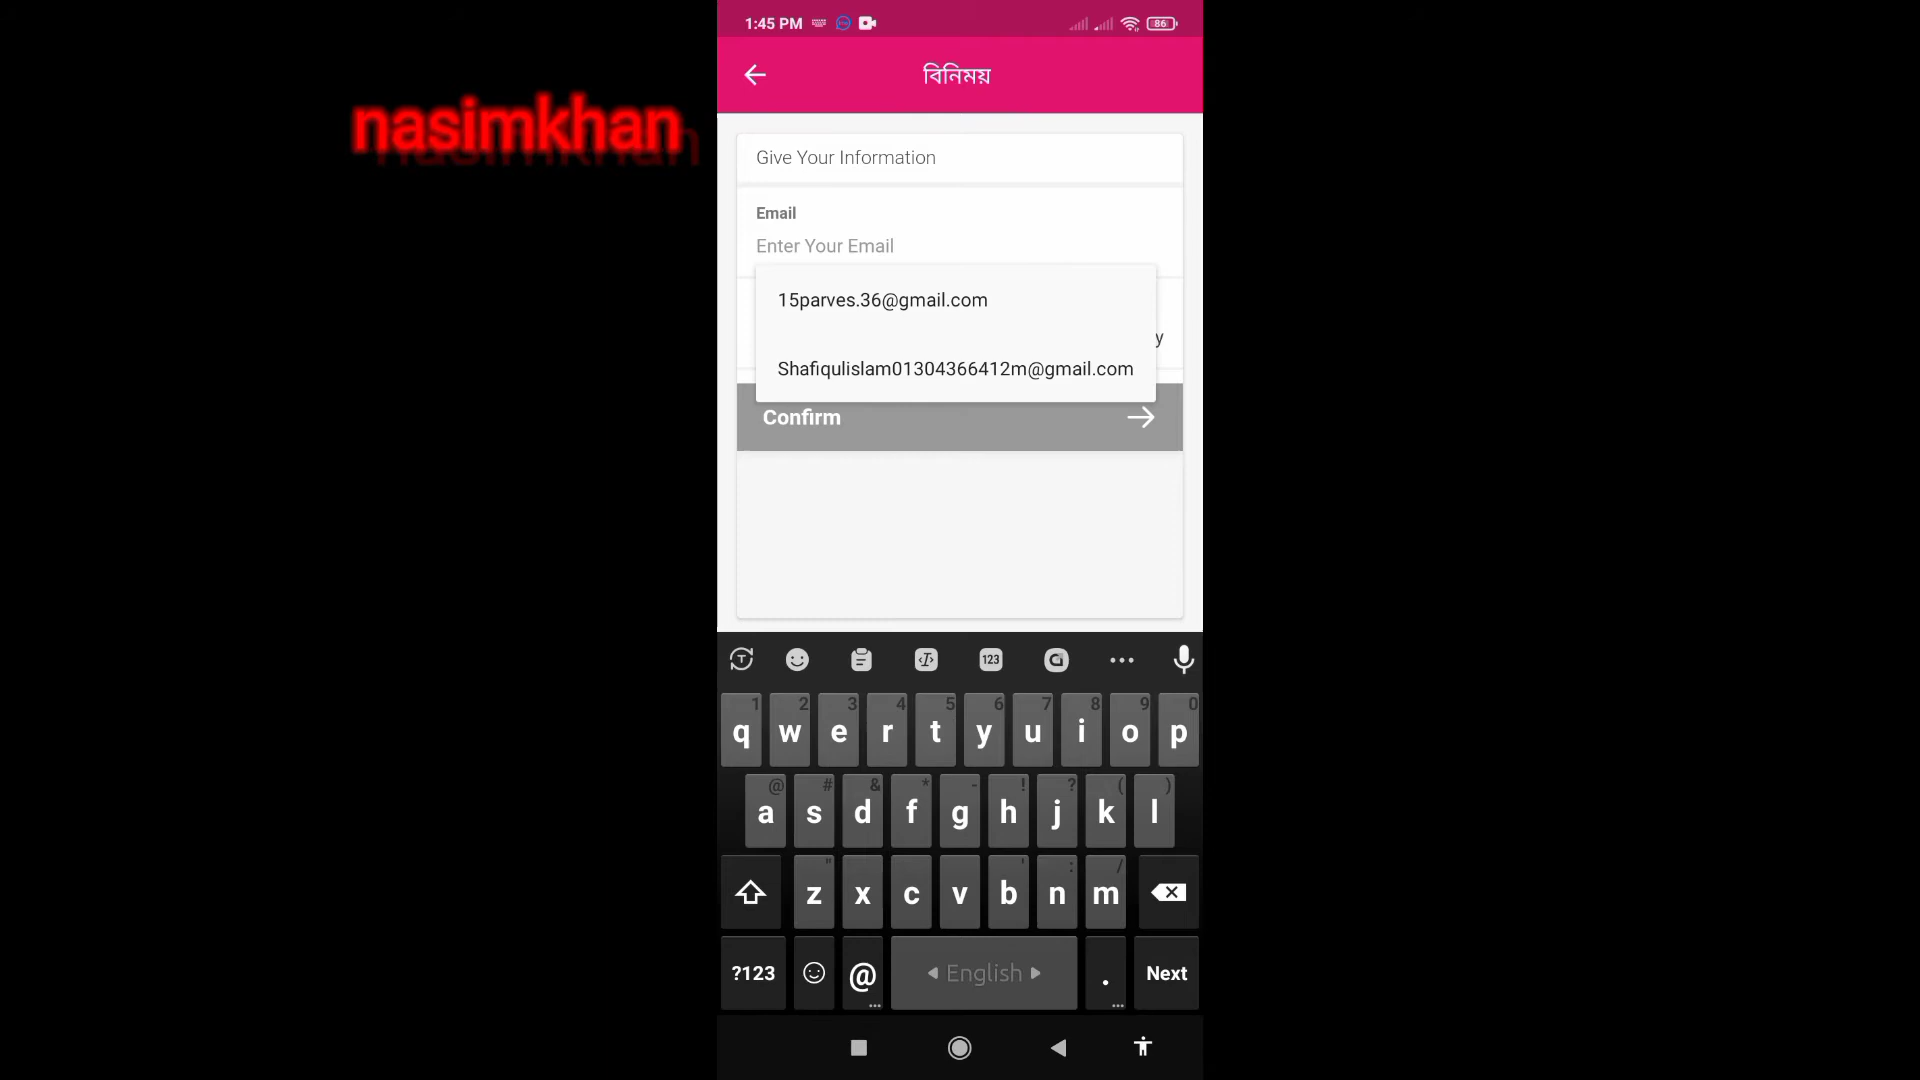 1:45 PM
86
nasimkhan
বিনিময়
Give Your Information
Email
Enter Your Email
15parves.36@gmail.com
y
Shafiqulislam01304366412m@gmail.com
Confirm
123
1 2 3 4 5 6 7 8 9 0
q w e r t y u i o p
@ # & * - ! ? ( )
a s d f g h j k l
" ' : /
z x c v b n m
?123 @ English . Next